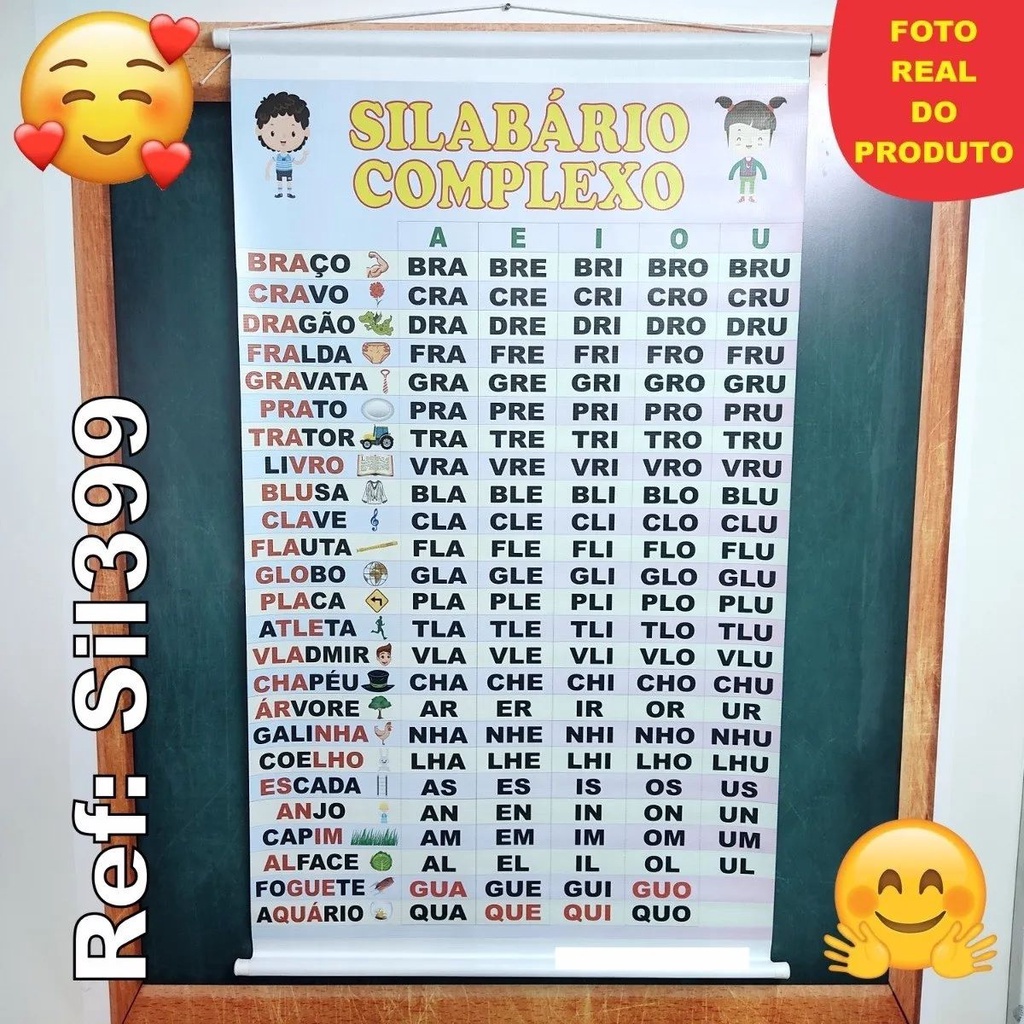 FOTO
REAL
DO
PRODUTO
SILABÁRIO
COMPLEXO
A E I O U
BRAÇO BRA BRE BRI BRO BRU
CRAVO CRA CRE CRI CRO CRU
DRAGÃO DRA DRE DRI DRO DRU
FRALDA FRA FRE FRI FRO FRU
GRAVATA GRA GRE GRI GRO GRU
PRATO PRA PRE PRI PRO PRU
TRATOR TRA TRE TRI TRO TRU
LIVRO VRA VRE VRI VRO VRU
BLUSA BLA BLE BLI BLO BLU
CLAVE CLA CLE CLI CLO CLU
FLAUTA FLA FLE FLI FLO FLU
GLOBO GLA GLE GLI GLO GLU
PLACA PLA PLE PLI PLO PLU
ATLETA TLA TLE TLI TLO TLU
VLADMIR VLA VLE VLI VLO VLU
CHAPÉU CHA CHE CHI CHO CHU
ÁRVORE AR ER IR OR UR
GALINHA NHA NHE NHI NHO NHU
COELHO LHA LHE LHI LHO LHU
ESCADA AS ES IS OS US
ANJO AN EN IN ON UN
CAPIM AM EM IM OM UM
ALFACE AL EL IL OL UL
FOGUETE GUA GUE GUI GUO
AQUÁRIO QUA QUE QUI QUO
Ref: Sil399